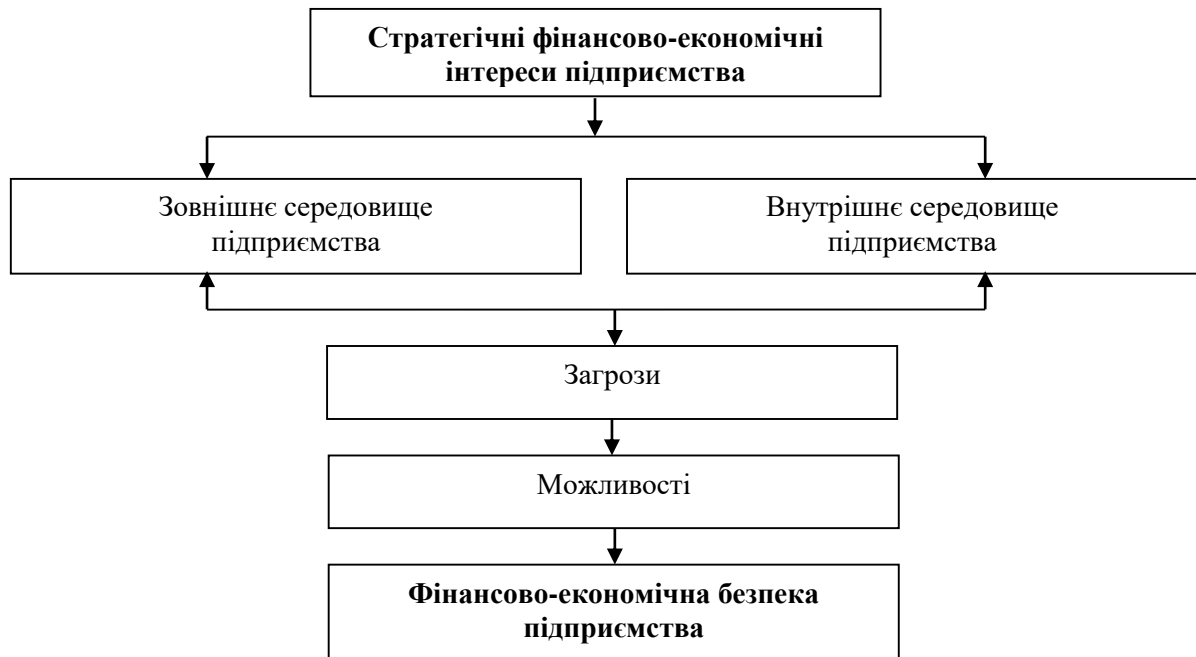 Стратегічні фінансово-економічні
інтереси підприємства
Зовнішнє середовище
підприємства
Внутрішнє середовище
підприємства
Загрози
Можливості
Фінансово-економічна безпека
підприємства